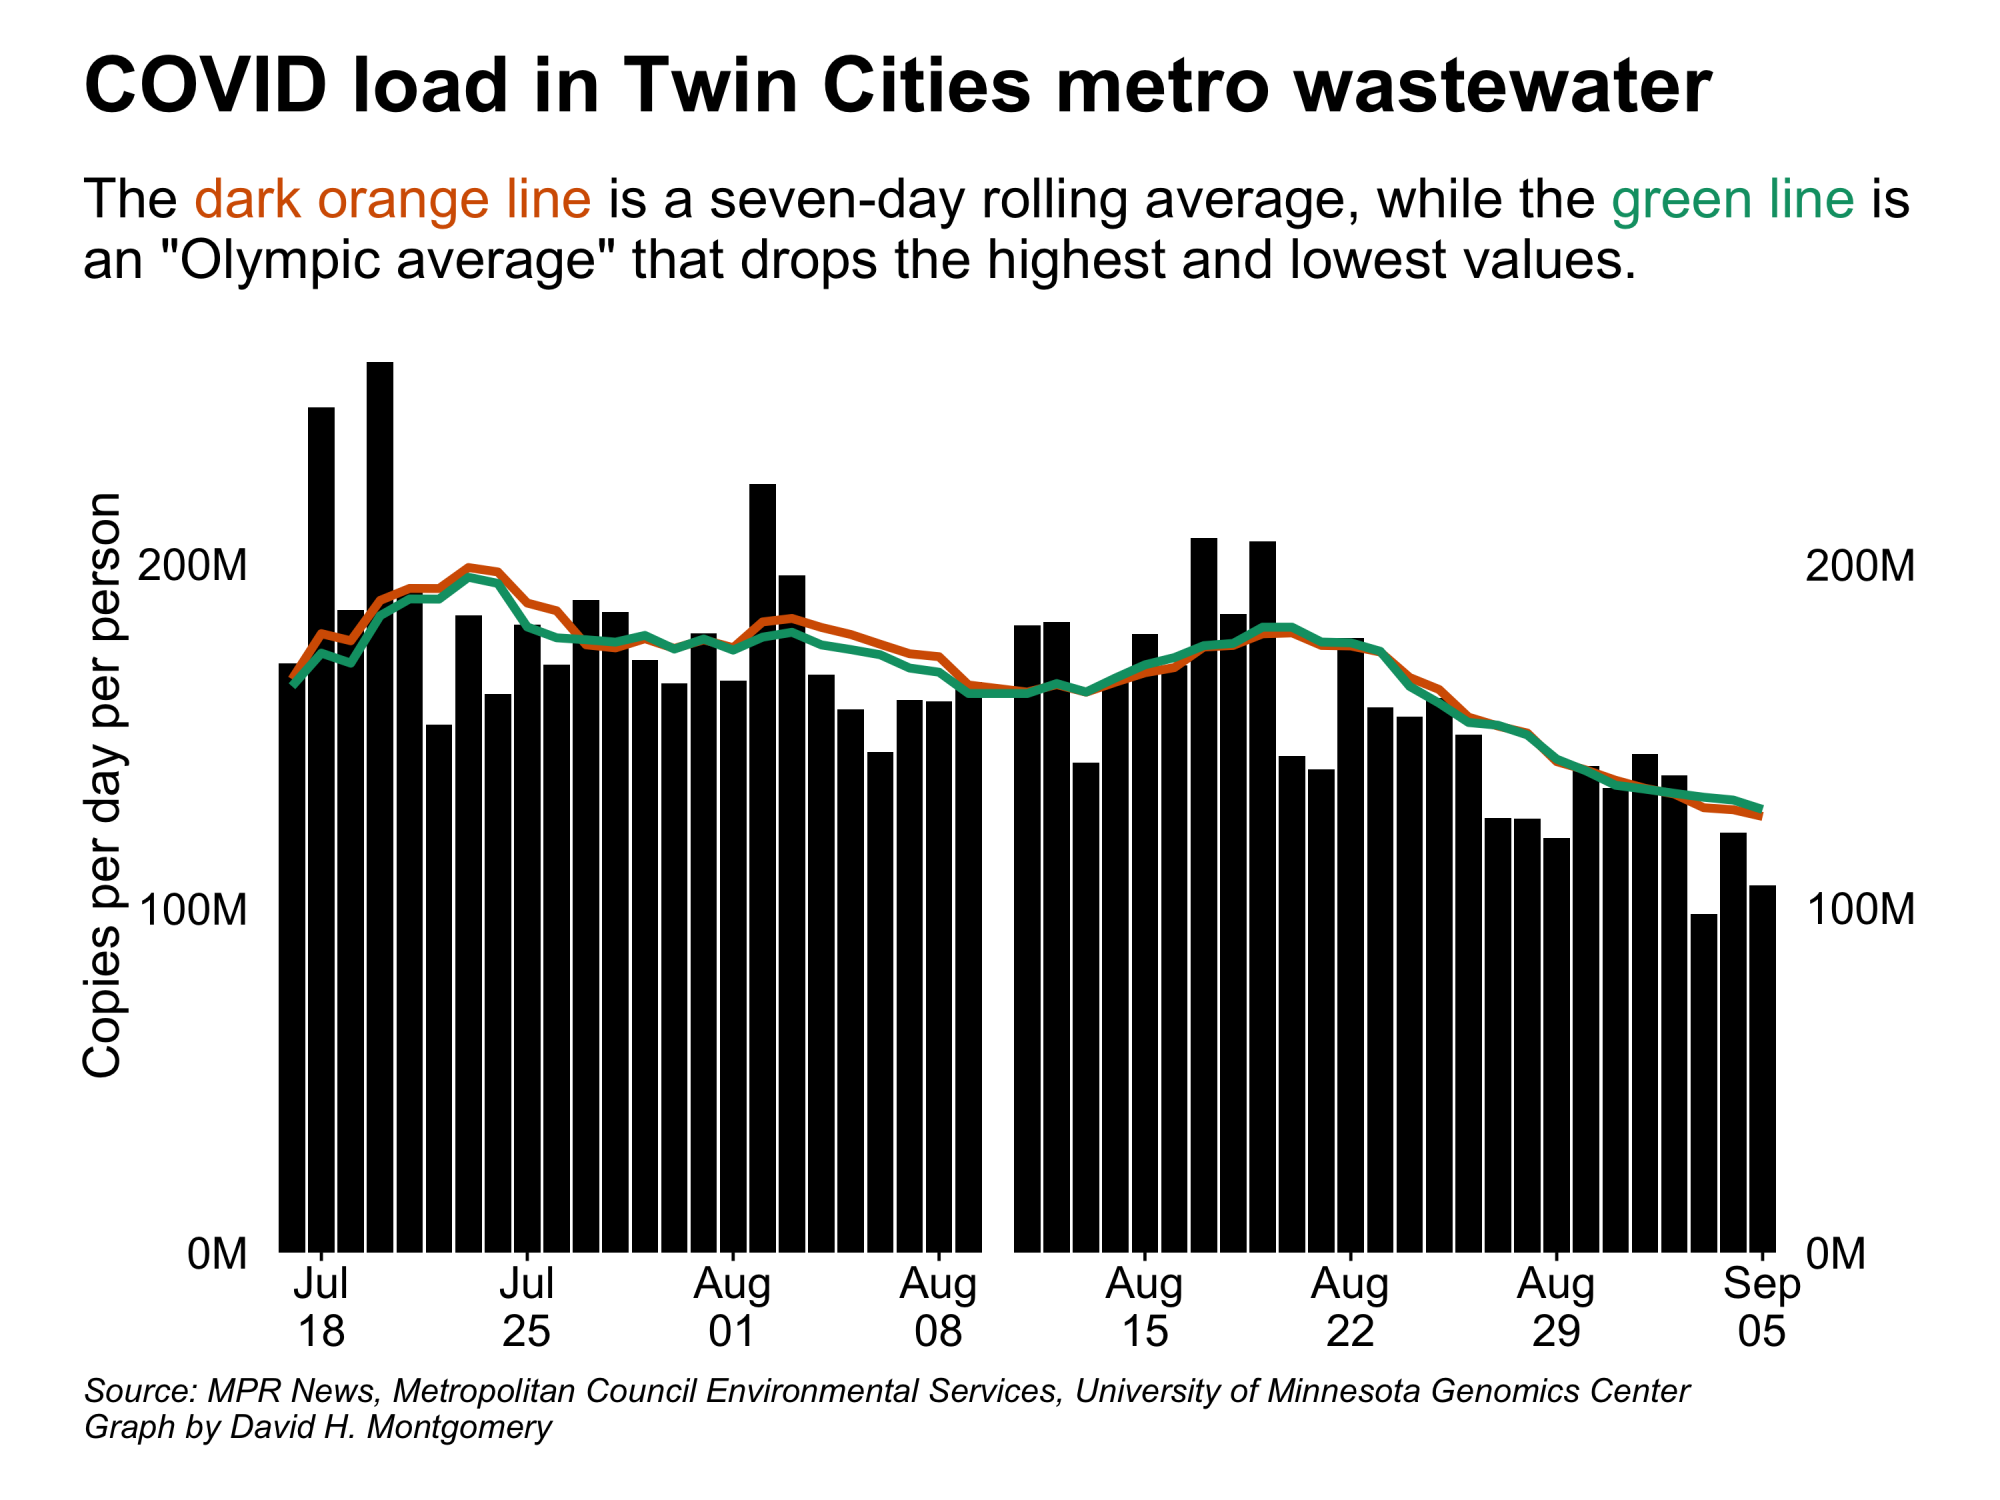 COVID load in Twin Cities metro wastewater
The dark orange line is a seven-day rolling average, while the green line is
an "Olympic average" that drops the highest and lowest values.
Copies per day per person
200M
200M
100M
100M
0M
0M
Jul Jul Aug Aug Aug Aug Aug Sep
18 25 01 08 15 22 29 05
Source: MPR News, Metropolitan Council Environmental Services, University of Minnesota Genomics Center
Graph by David H. Montgomery